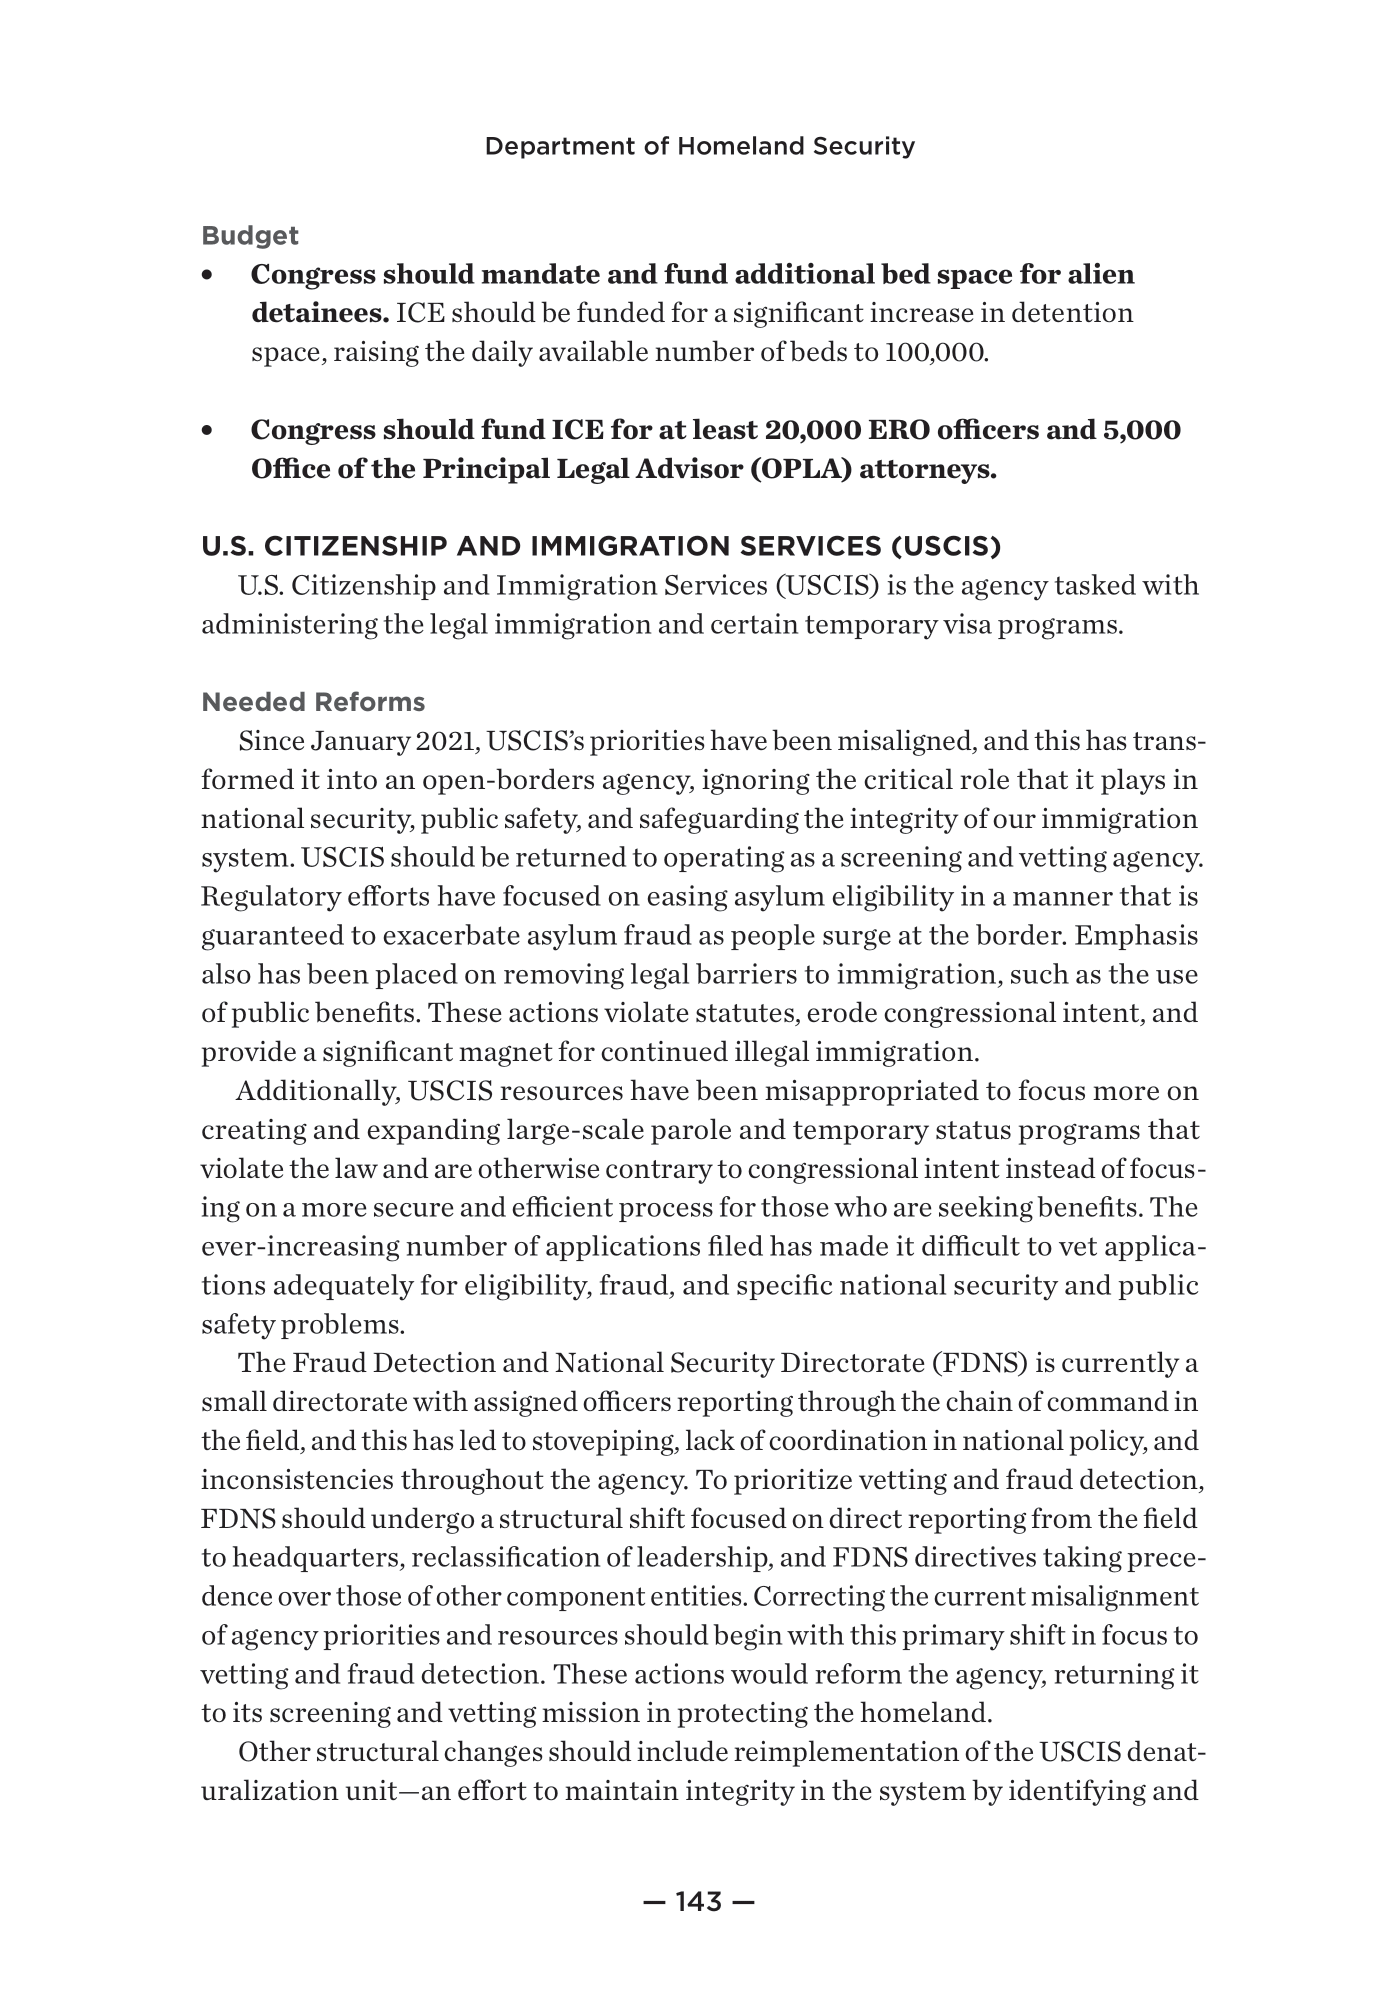 Department of Homeland Security
Budget
• Congress should mandate and fund additional bed space for alien
detainees. ICE should be funded for a significant increase in detention
space, raising the daily available number of beds to 100,000.
• Congress should fund ICE for at least 20,000 ERO officers and 5,000
Office of the Principal Legal Advisor (OPLA) attorneys.
U.S. CITIZENSHIP AND IMMIGRATION SERVICES (USCIS)
U.S. Citizenship and Immigration Services (USCIS) is the agency tasked with
administering the legal immigration and certain temporary visa programs.
Needed Reforms
Since January 2021, USCIS’s priorities have been misaligned, and this has trans-
formed it into an open-borders agency, ignoring the critical role that it plays in
national security, public safety, and safeguarding the integrity of our immigration
system. USCIS should be returned to operating as a screening and vetting agency.
Regulatory efforts have focused on easing asylum eligibility in a manner that is
guaranteed to exacerbate asylum fraud as people surge at the border. Emphasis
also has been placed on removing legal barriers to immigration, such as the use
of public benefits. These actions violate statutes, erode congressional intent, and
provide a significant magnet for continued illegal immigration.
Additionally, USCIS resources have been misappropriated to focus more on
creating and expanding large-scale parole and temporary status programs that
violate the law and are otherwise contrary to congressional intent instead of focus-
ing on a more secure and efficient process for those who are seeking benefits. The
ever-increasing number of applications filed has made it difficult to vet applica-
tions adequately for eligibility, fraud, and specific national security and public
safety problems.
The Fraud Detection and National Security Directorate (FDNS) is currently a
small directorate with assigned officers reporting through the chain of command in
the field, and this has led to stovepiping, lack of coordination in national policy, and
inconsistencies throughout the agency. To prioritize vetting and fraud detection,
FDNS should undergo a structural shift focused on direct reporting from the field
to headquarters, reclassification of leadership, and FDNS directives taking prece-
dence over those of other component entities. Correcting the current misalignment
of agency priorities and resources should begin with this primary shift in focus to
vetting and fraud detection. These actions would reform the agency, returning it
to its screening and vetting mission in protecting the homeland.
Other structural changes should include reimplementation of the USCIS denat-
uralization unit—an effort to maintain integrity in the system by identifying and
— 143 —